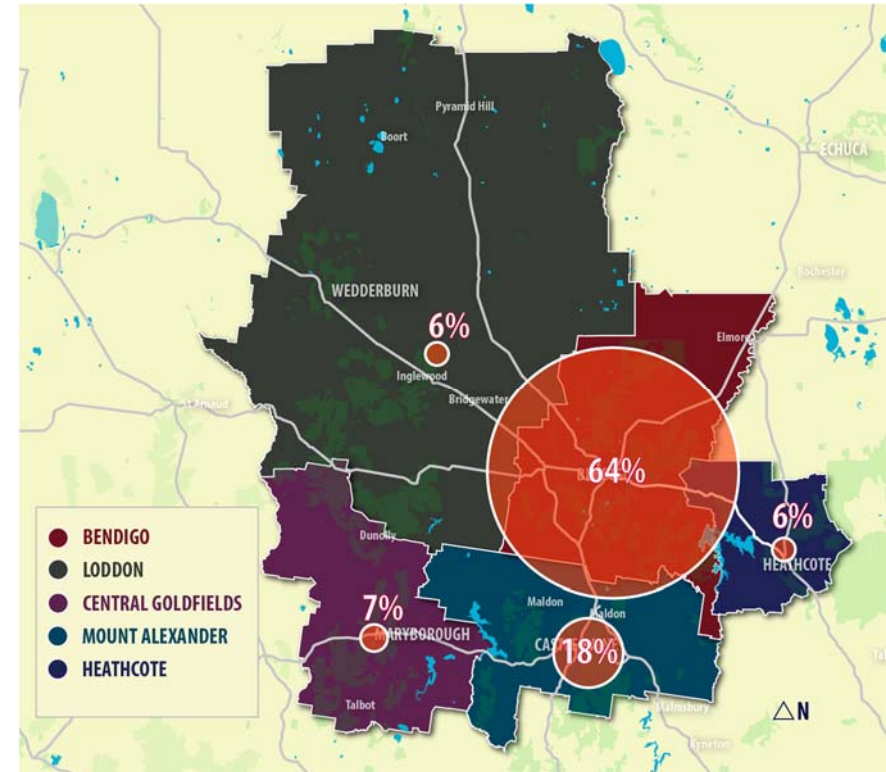 Pyramid Hill
Boort
ECHUCA
Rochester
WEDDERBURN
6%
Elmore
Inglewood
Bridgewater
St Arnaud
64%
6%
HEATHCOTE
BENDIGO
LODDON
CENTRAL GOLDFIELDS
MOUNT ALEXANDER
HEATHCOTE
Dunolly
7%
MARYBOROUGH
Maldon
Maldon
18%
Talbot
Malmsbury
N
Kyneton